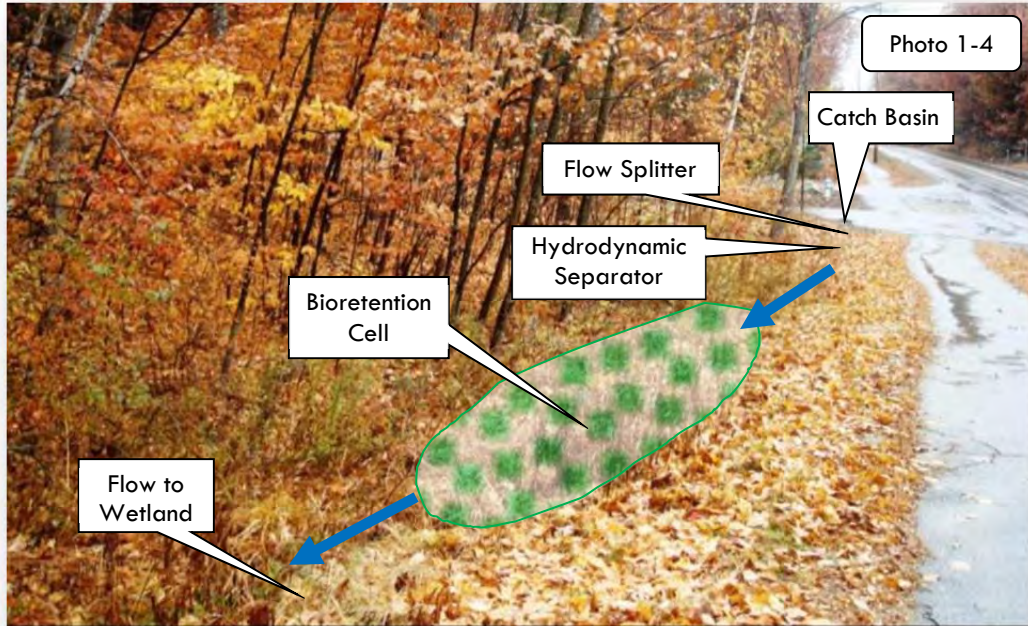 Photo 1-4
Catch Basin
Flow Splitter
Hydrodynamic
Separator
Bioretention
Cell
Flow to
Wetland